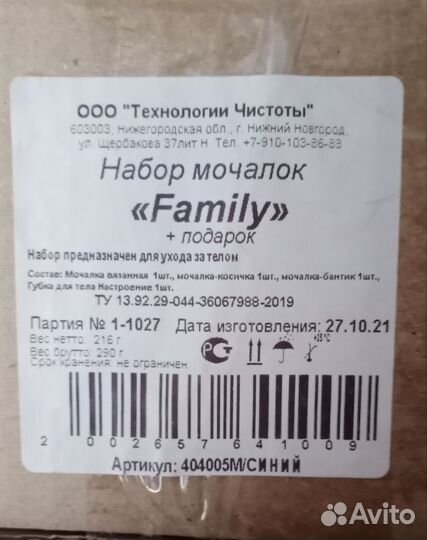 ООО "Технологии Чистоты"
603003, Нижегородская обл., г. Нижний Новгород,
ул. Щербакова 37лит Н Тел. +7-910-103-86-83
Набор мочалок
«Family»
+ подарок
Набор предназначен для ухода за телом
Состав: Мочалка вязанная 1шт., мочалка-косичка 1шт., мочалка-бантик 1шт.,
Губка для тела Настроение 1шт.
ТУ 13.92.29-044-36067988-2019
Партия № 1-1027 Дата изготовления: 27.10.21
Вес нетто: 216 г
Вес брутто: 290 г
Срок хранения: не ограничен
2002657641009
Артикул: 404005М/СИНИЙ
Avito